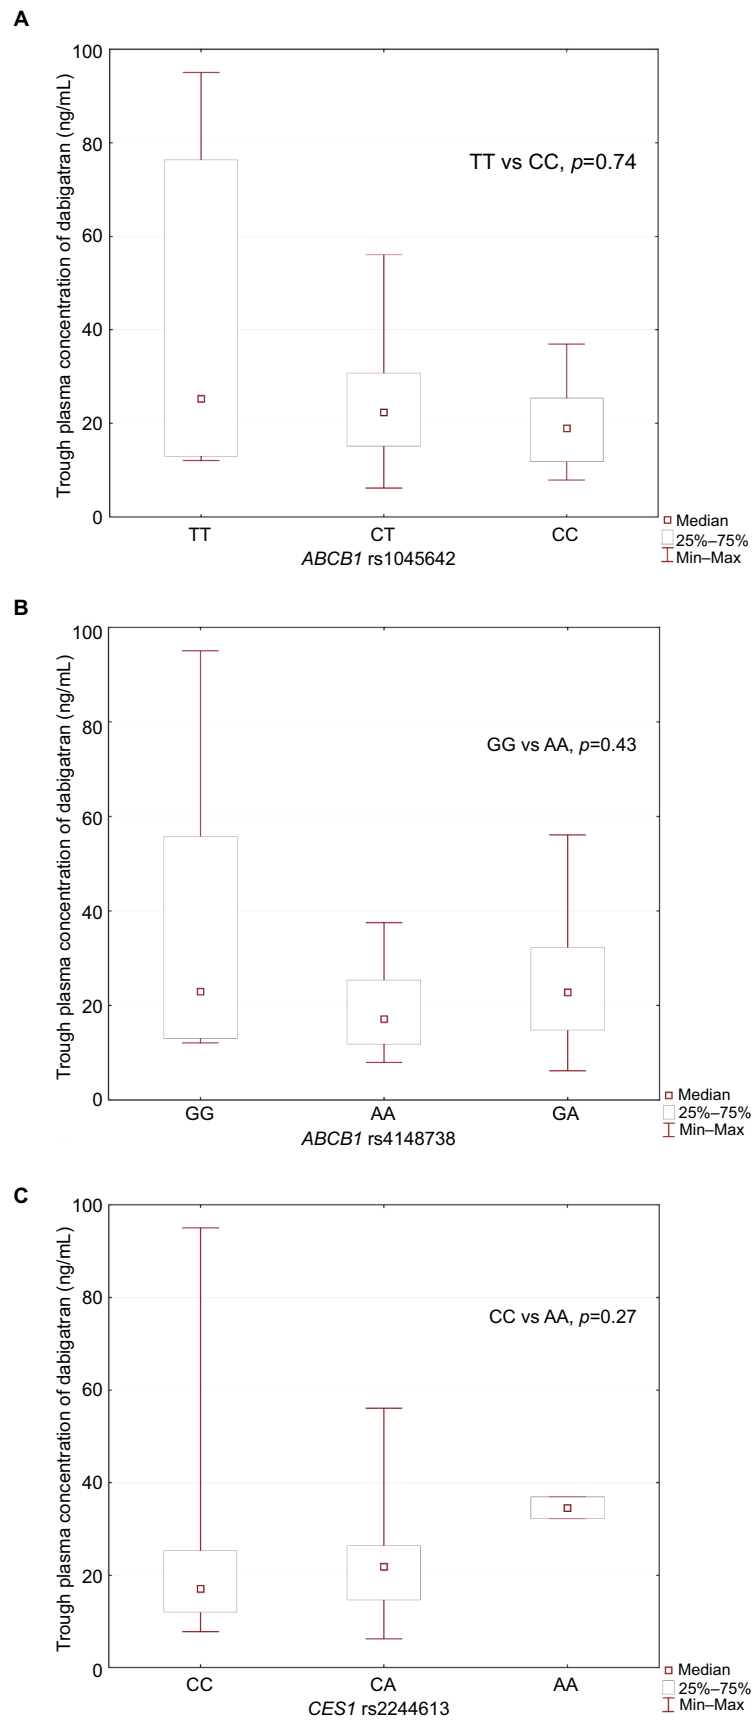 A
Trough plasma concentration of dabigatran (ng/mL)
100
80
60
40
20
0
TT vs CC, p=0.74
TT
CT
CC
ABCB1 rs1045642
Median
25%–75%
Min–Max
B
Trough plasma concentration of dabigatran (ng/mL)
100
80
60
40
20
0
GG vs AA, p=0.43
GG
AA
GA
ABCB1 rs4148738
Median
25%–75%
Min–Max
C
Trough plasma concentration of dabigatran (ng/mL)
100
80
60
40
20
0
CC vs AA, p=0.27
CC
CA
AA
CES1 rs2244613
Median
25%–75%
Min–Max